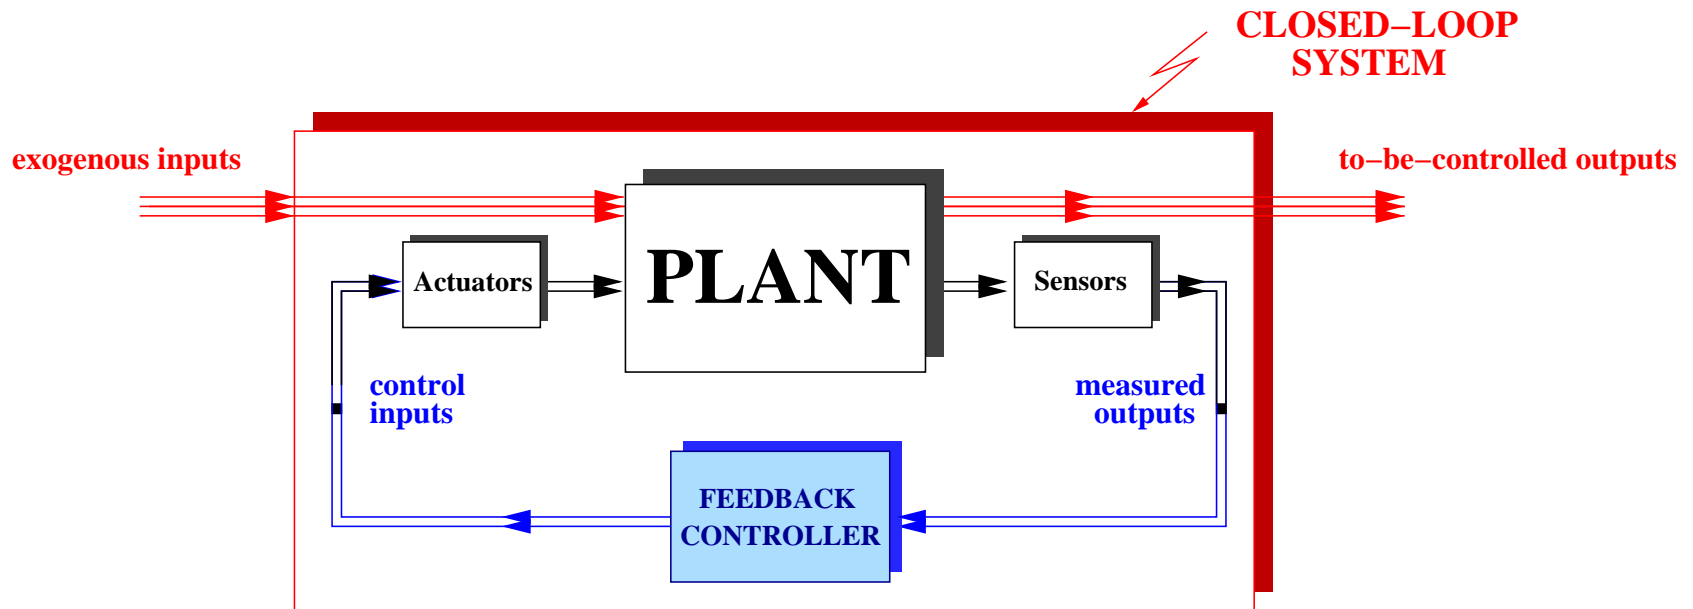 CLOSED–LOOP
SYSTEM
exogenous inputs
to–be–controlled outputs
PLANT
Actuators
Sensors
control
inputs
measured
outputs
FEEDBACK
CONTROLLER